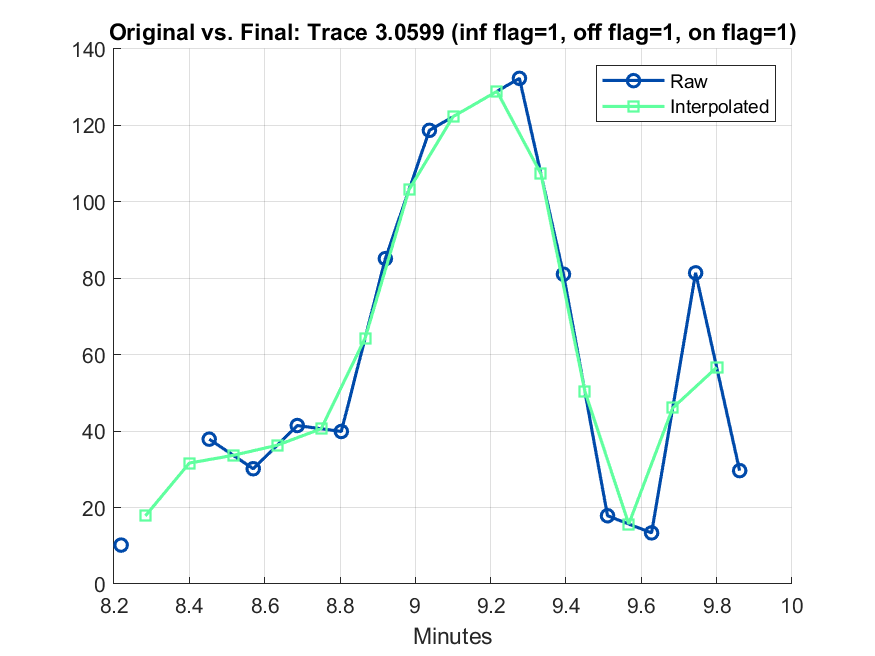 Original vs. Final: Trace 3.0599 (inf flag=1, off flag=1, on flag=1)
140
120
100
80
60
40
20
0
Raw
Interpolated
8.2 8.4 8.6 8.8 9 9.2 9.4 9.6 9.8 10
Minutes